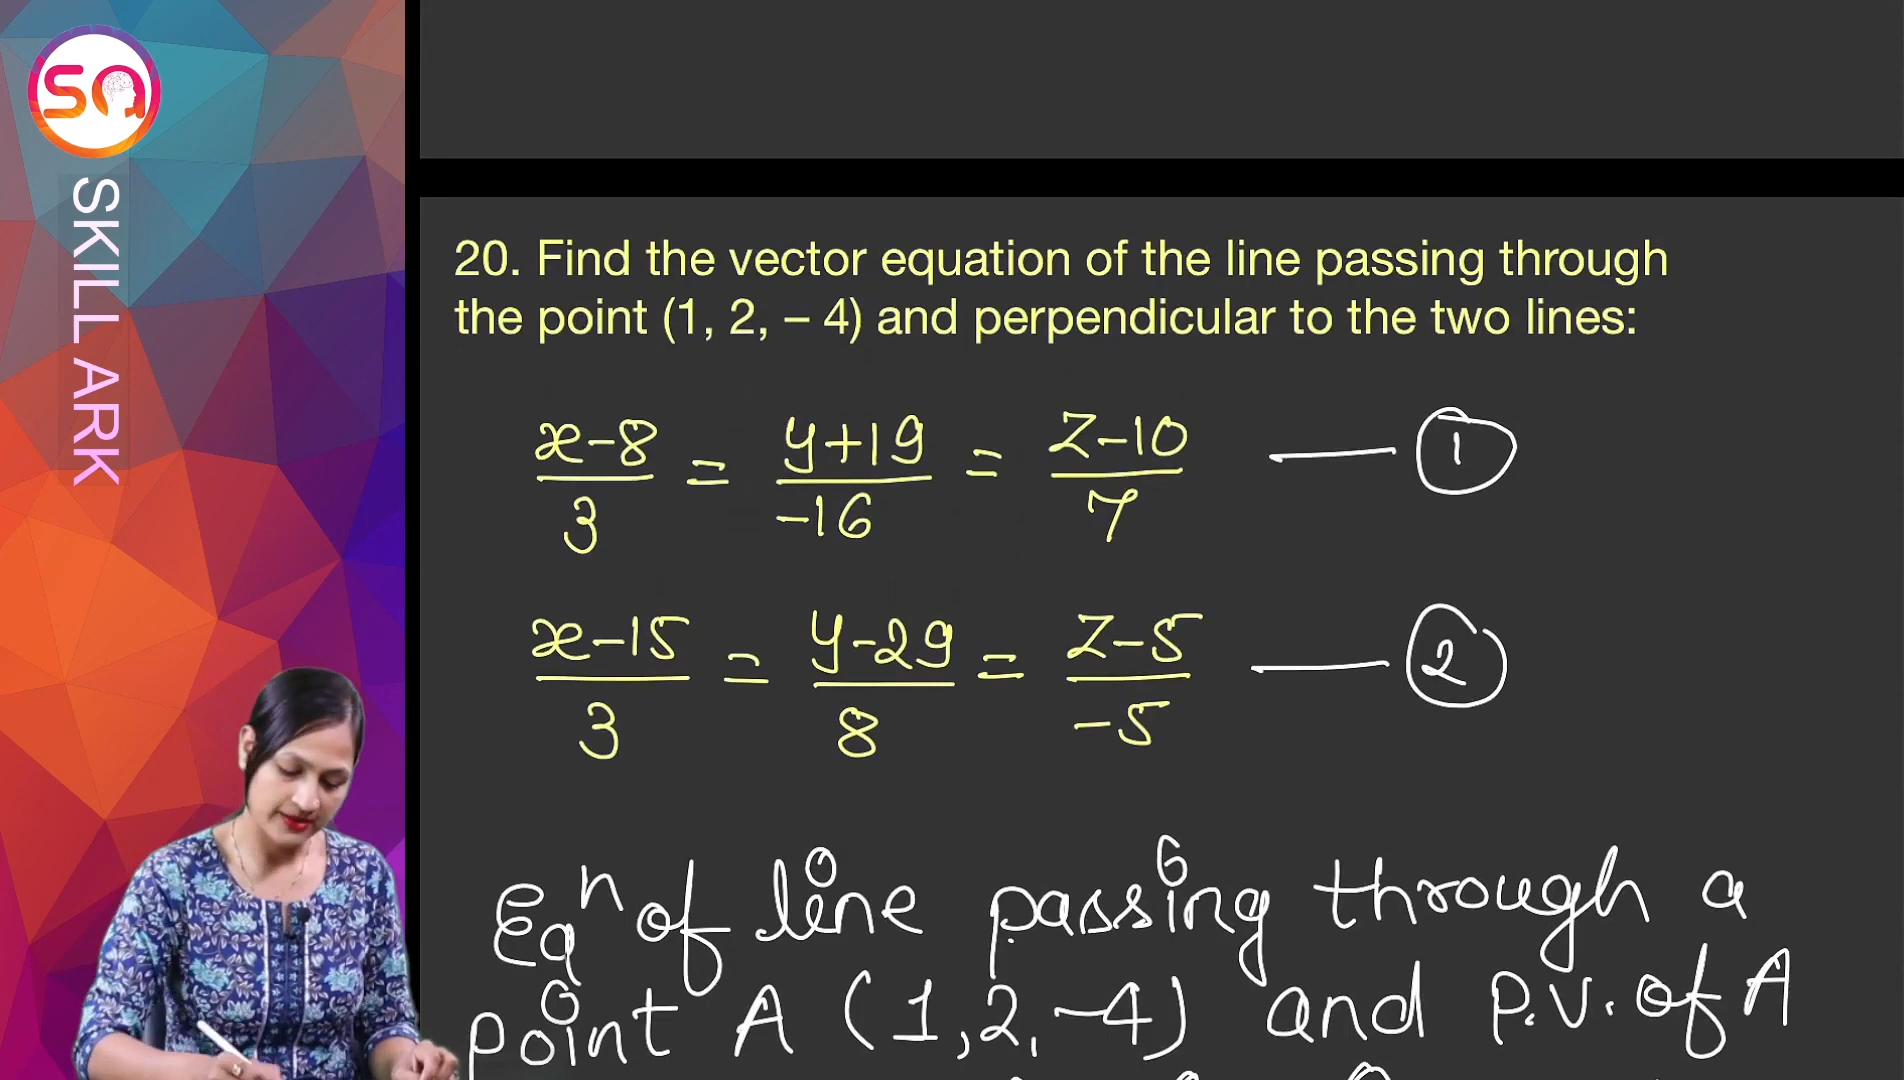 SA
SKILL ARK
20. Find the vector equation of the line passing through
the point (1, 2, – 4) and perpendicular to the two lines:
x-8/3 = y+19/-16 = z-10/7 — 1
x-15/3 = y-29/8 = z-5/-5 — 2
Eqn of line passing through a
point A (1,2,-4) and P.V. of A